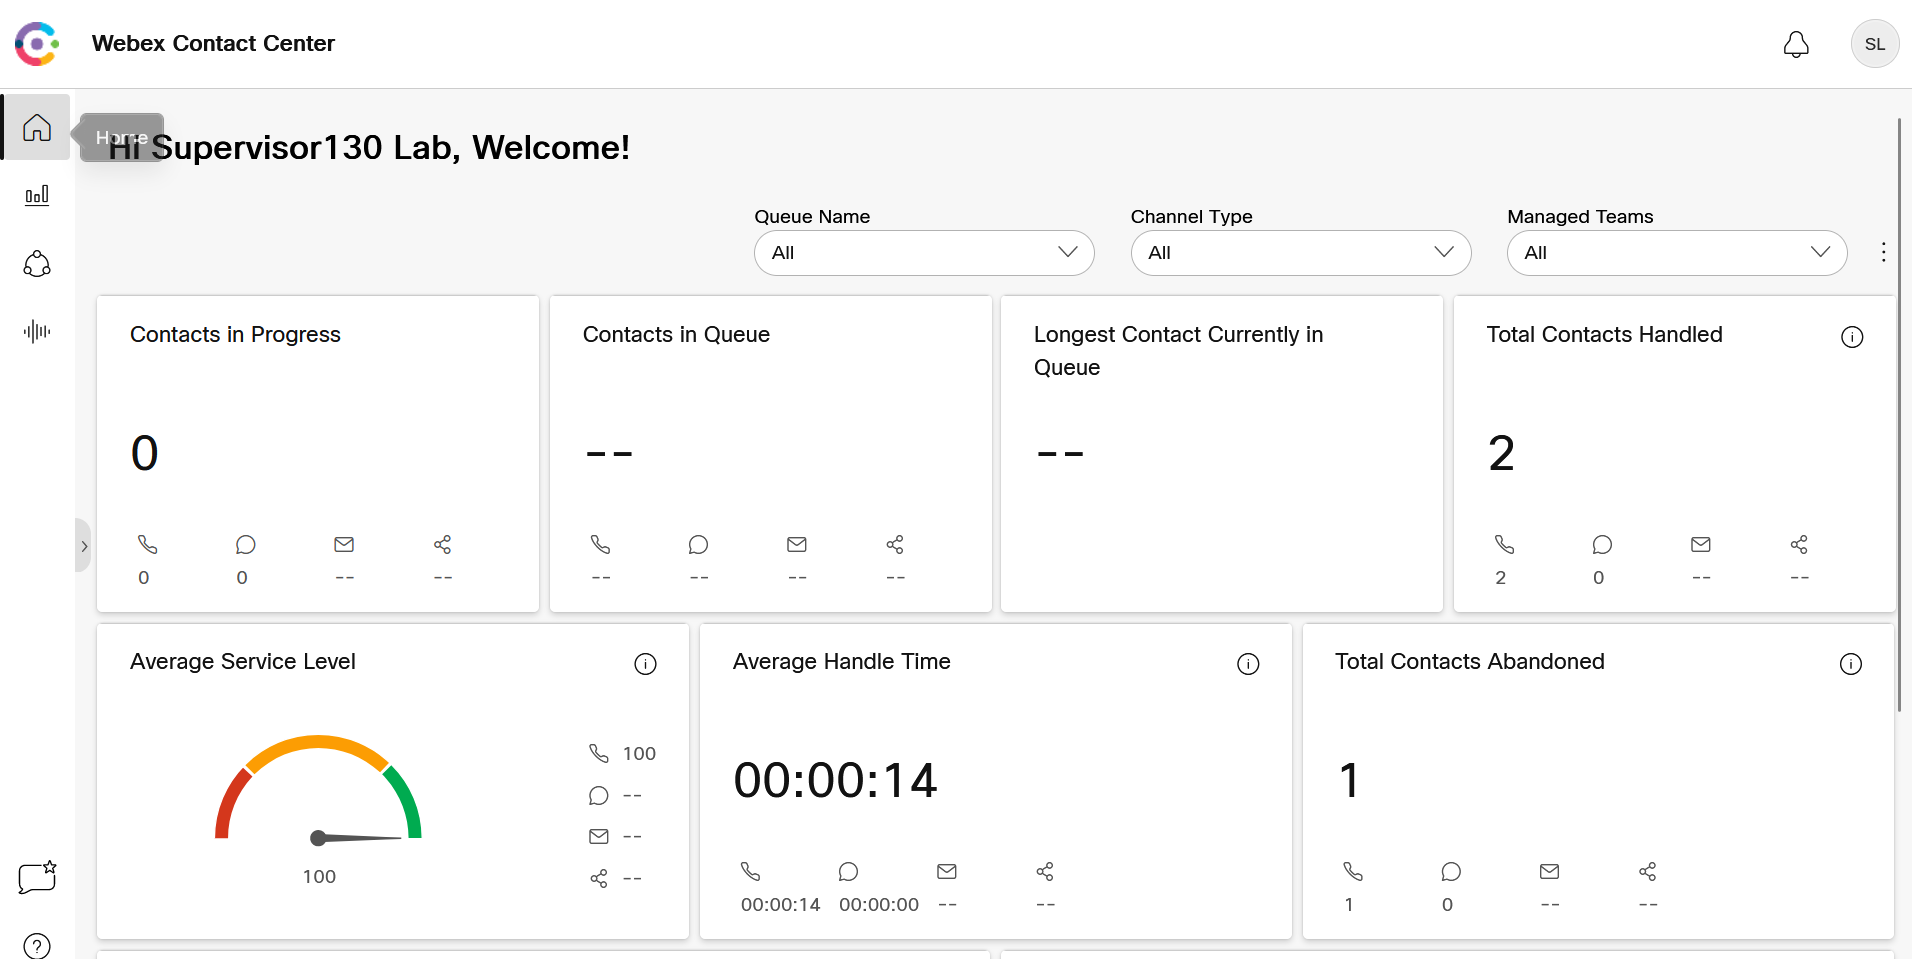 Webex Contact Center
SL
Home
Hi Supervisor130 Lab, Welcome!
Queue Name
All
Channel Type
All
Managed Teams
All
Contacts in Progress
0
0 0 -- --
Contacts in Queue
--
-- -- -- --
Longest Contact Currently in
Queue
--
Total Contacts Handled
2
2 0 -- --
Average Service Level
100
100
--
--
--
Average Handle Time
00:00:14
00:00:14 00:00:00 -- --
Total Contacts Abandoned
1
1 0 -- --